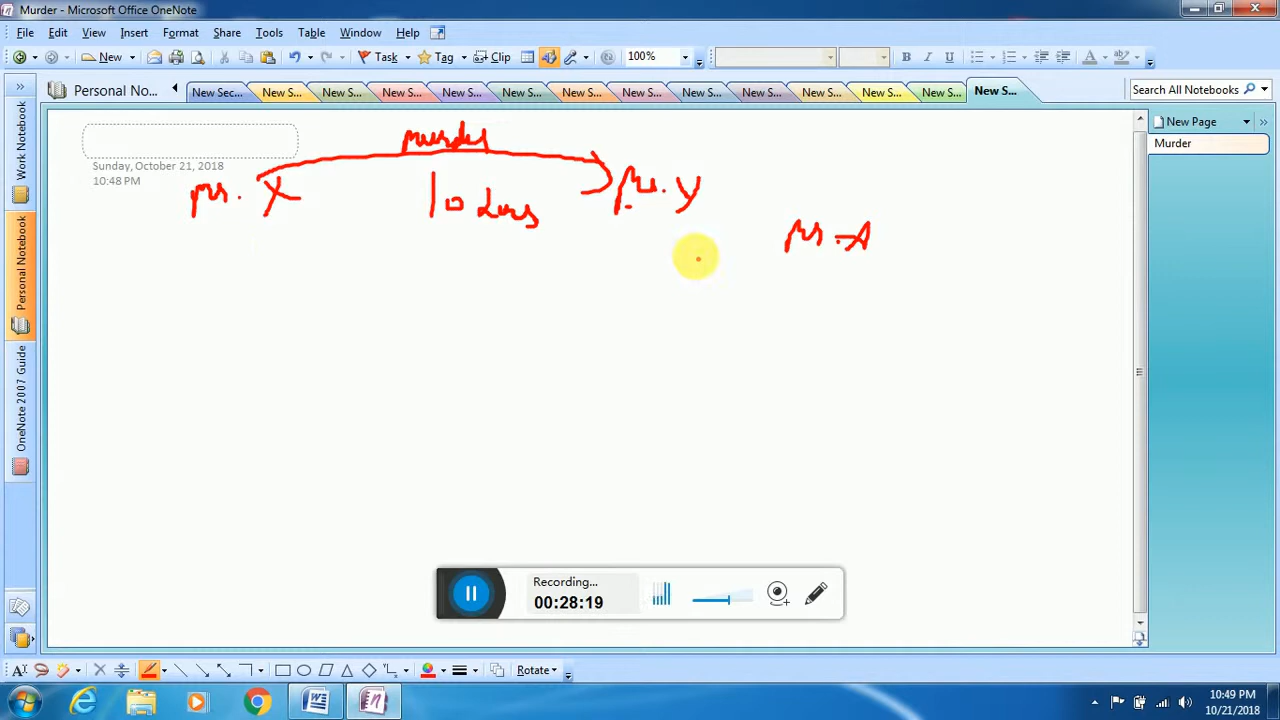 Murder - Microsoft Office OneNote
File Edit View Insert Format Share Tools Table Window Help
New Task Tag Clip 100%
Personal No... New Sec... New S... New S... New S... New S... New S... New S... New S... New S... New S... New S... New S... New S... New S... Search All Notebooks
Work Notebook
Personal Notebook
OneNote 2007 Guide
New Page
Murder
Sunday, October 21, 2018
10:48 PM
Murder
Mr. X 10 Mr. Y
Mr. A
Recording...
00:28:19
Rotate
10:49 PM
10/21/2018